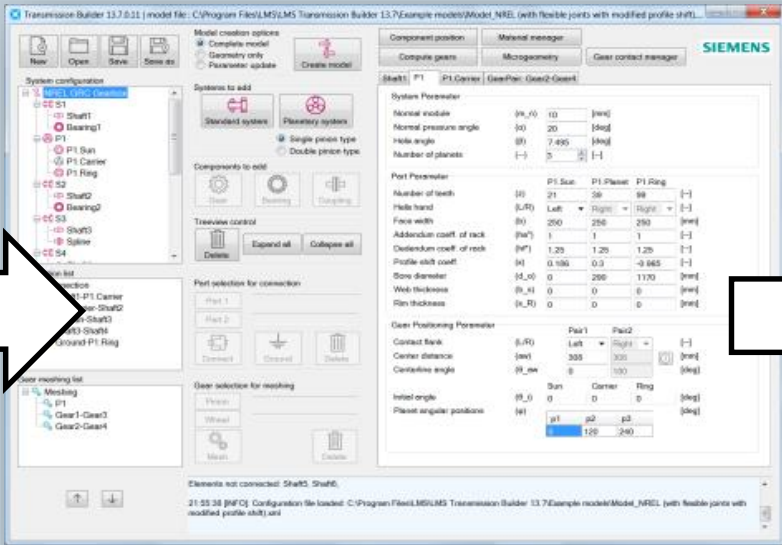 Transmission Builder 13.7.0.11 | model file: C:\Program Files\LMS\LMS Transmission Builder 13.7\Example models\Model_NREL (with flexible joints with modified profile shift)...
New Open Save Save as
Model creation options
Complete model
Geometry only
Parameter update
Create model
Component position Material manager
Compute gears Microgeometry Gear contact manager
SIEMENS
System configuration
NREL GRC Gearbox
S1
Shaft1
Bearing1
P1
P1.Sun
P1.Carrier
P1.Ring
S2
Shaft2
Bearing2
S3
Shaft3
Spline
S4
Systems to add
Standard system Planetary system
Single pinion type
Double pinion type
Components to add
Gear Bearing Coupling
Treeview control
Delete Expand all Collapse all
Part selection for connection
Part 1
Part 2
Connect Ground Delete
Gear selection for meshing
Pinion
Wheel
Mesh Delete
list
-P1.Carrier
-Shaft2
-Shaft3
-Shaft4
Ground-P1.Ring
Gear meshing list
Meshing
P1
Gear1-Gear3
Gear2-Gear4
Shaft1 P1 P1.Carrier GearPair: Gear2-Gear4
System Parameter
Normal module (m_n) 10 [mm]
Normal pressure angle (α) 20 [deg]
Helix angle (β) 7.495 [deg]
Number of planets (--) [-]
Part Parameter
P1.Sun P1.Planet P1.Ring
Number of teeth (z) 21 39 99 [-]
Helix hand (L/R) Left Right Right [-]
Face width (b) 250 250 250 [mm]
Addendum coeff. of rack (ha*) 1 1 1 [-]
Dedendum coeff. of rack (hf*) 1.25 1.25 1.25 [-]
Profile shift coeff. (x) 0.186 0.3 [-]
Bore diameter 0 1170 [mm]
Web thickness 0 0 0 [mm]
Rim thickness 0 0 0 [mm]
Gear Positioning Parameter
Pair1 Pair2
Contact flank (L/R) Left Right [-]
Center distance (aw) [mm]
Centerline angle 0 [deg]
Sun Carrier Ring
Initial angle 0 0 0 [deg]
Planet angular positions [deg]
p1 p2 p3
120 240
Elements not connected: Shaft5, Shaft6,
21:55:38 [INFO]: Configuration file loaded: C:\Program Files\LMS\LMS Transmission Builder 13.7\Example models\Model_NREL (with flexible joints with
modified profile shift).xml